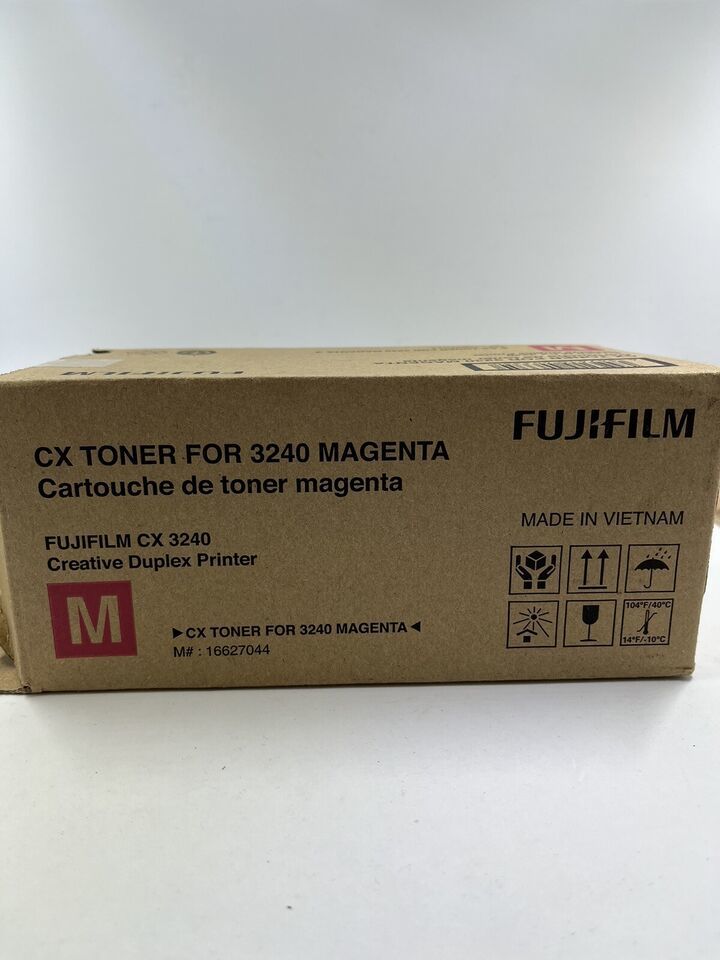 FUJIFILM
M
FUJIFILM
CX TONER FOR 3240 MAGENTA
Cartouche de toner magenta
MADE IN VIETNAM
FUJIFILM CX 3240
Creative Duplex Printer
M
▶CX TONER FOR 3240 MAGENTA◀
M# : 16627044
104°F/40°C
14°F/-10°C